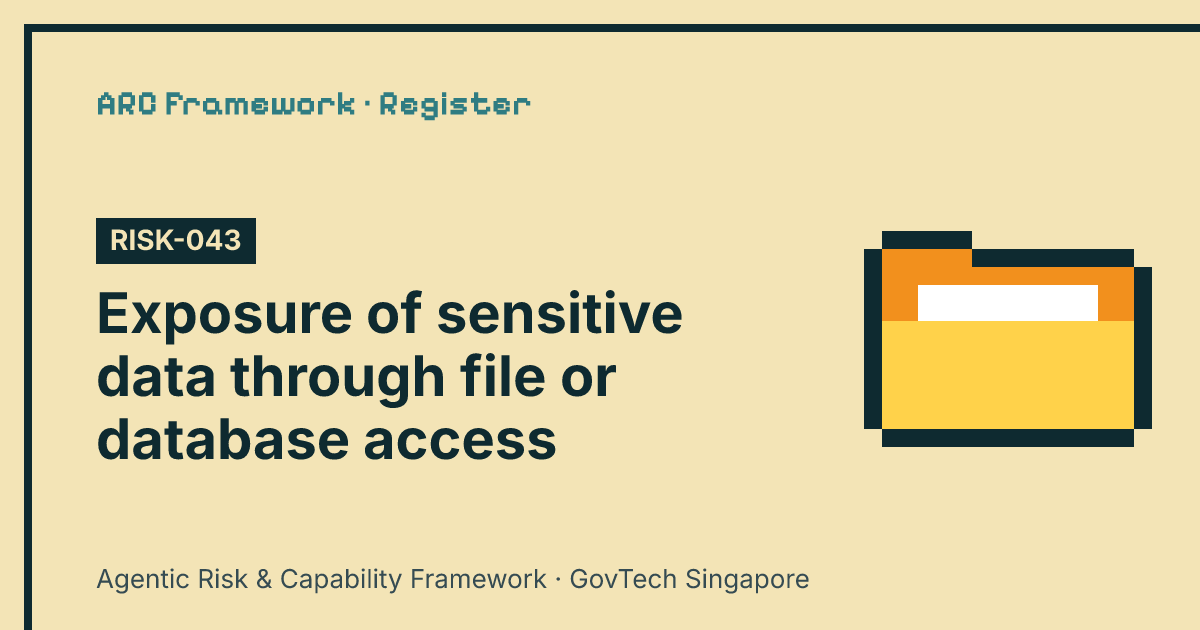 ARC Framework · Register
RISK-043
Exposure of sensitive
data through file or
database access
Agentic Risk & Capability Framework · GovTech Singapore